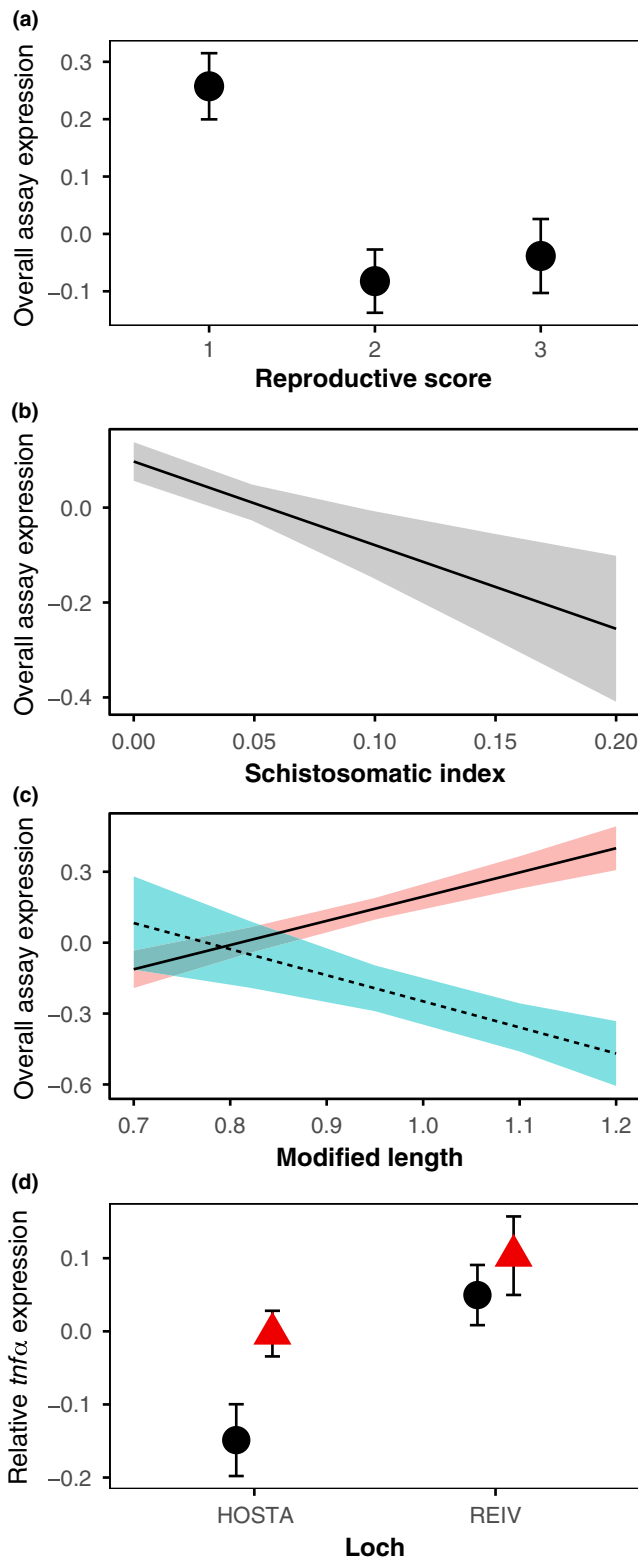 (a)
Overall assay expression
0.3
0.2
0.1
0.0
−0.1
1
2
3
Reproductive score
(b)
Overall assay expression
0.0
−0.2
−0.4
0.00
0.05
0.10
0.15
0.20
Schistosomatic index
(c)
Overall assay expression
0.3
0.0
−0.3
−0.6
0.7
0.8
0.9
1.0
1.1
1.2
Modified length
(d)
Relative tnfα expression
0.1
0.0
−0.1
−0.2
HOSTA
REIV
Loch